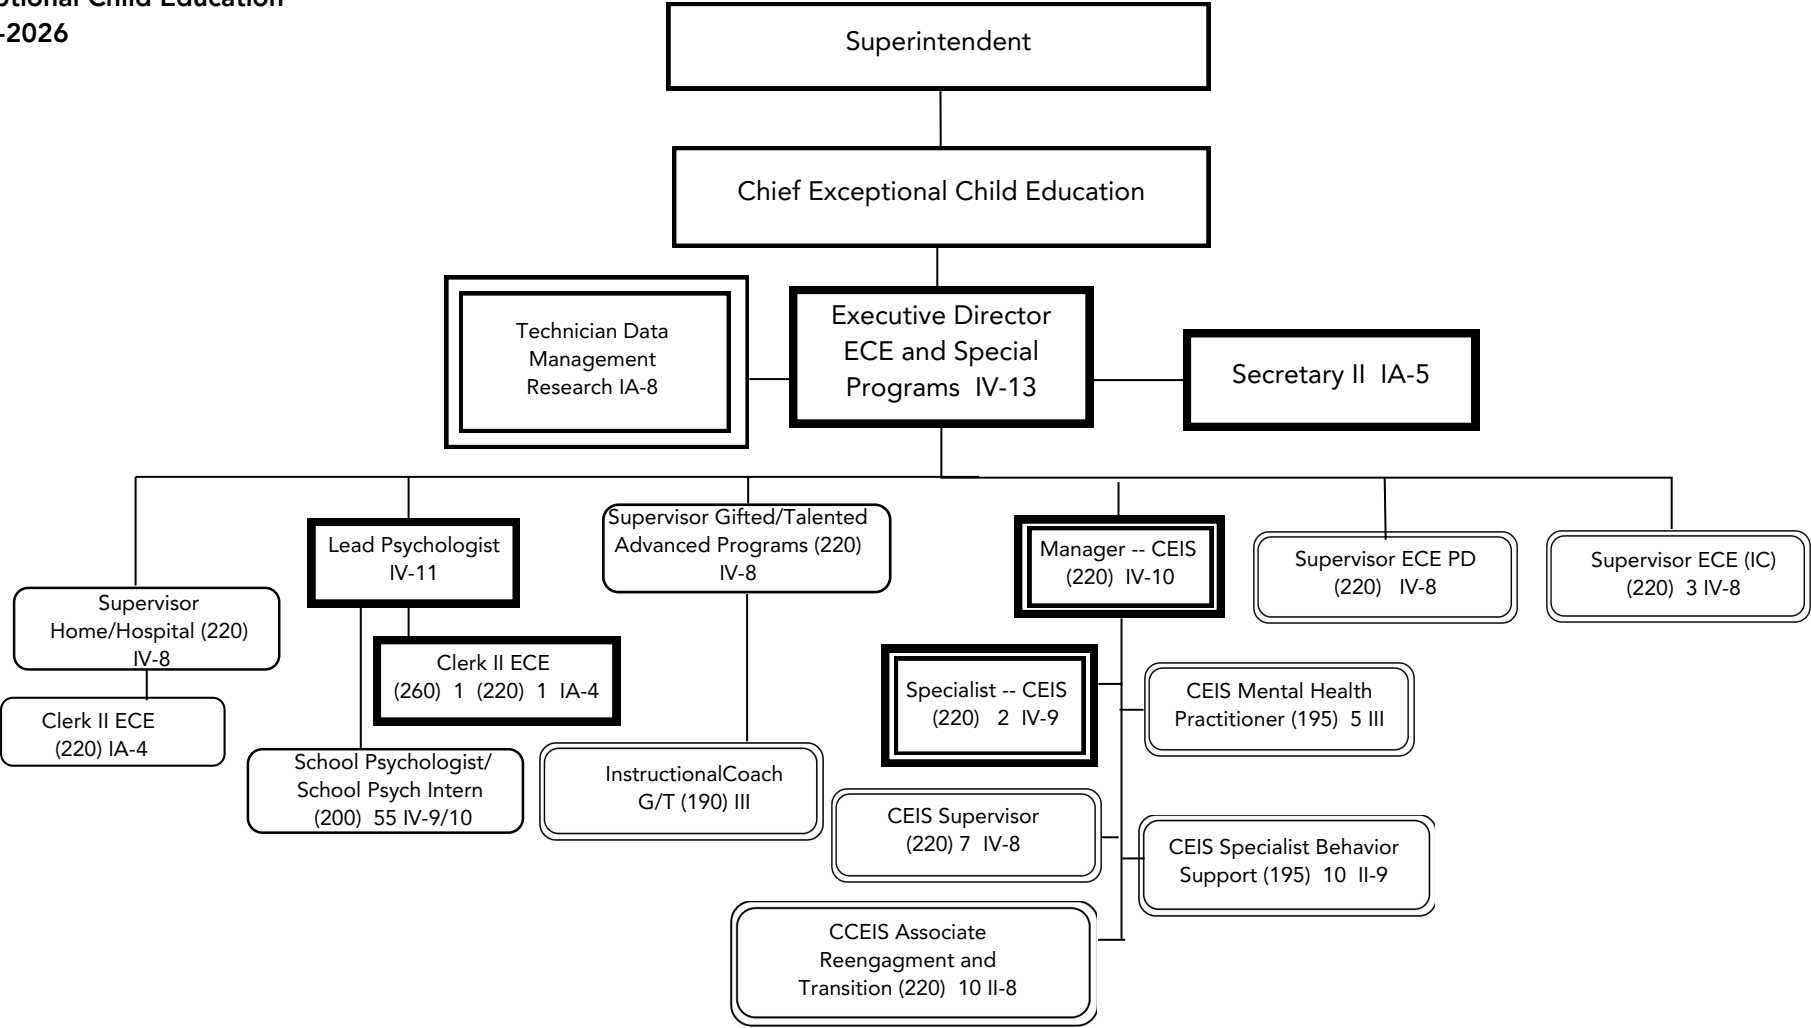 -2026
Superintendent
Chief Exceptional Child Education
Technician Data
Management
Research IA-8
Executive Director
ECE and Special
Programs IV-13
Secretary II IA-5
Supervisor
Home/Hospital (220)
IV-8
Clerk II ECE
(220) IA-4
Lead Psychologist
IV-11
Clerk II ECE
(260) 1 (220) 1 IA-4
School Psychologist/
School Psych Intern
(200) 55 IV-9/10
Supervisor Gifted/Talented
Advanced Programs (220)
IV-8
InstructionalCoach
G/T (190) III
Manager -- CEIS
(220) IV-10
Specialist -- CEIS
(220) 2 IV-9
CEIS Mental Health
Practitioner (195) 5 III
CEIS Supervisor
(220) 7 IV-8
CEIS Specialist Behavior
Support (195) 10 II-9
CCEIS Associate
Reengagment and
Transition (220) 10 II-8
Supervisor ECE PD
(220) IV-8
Supervisor ECE (IC)
(220) 3 IV-8